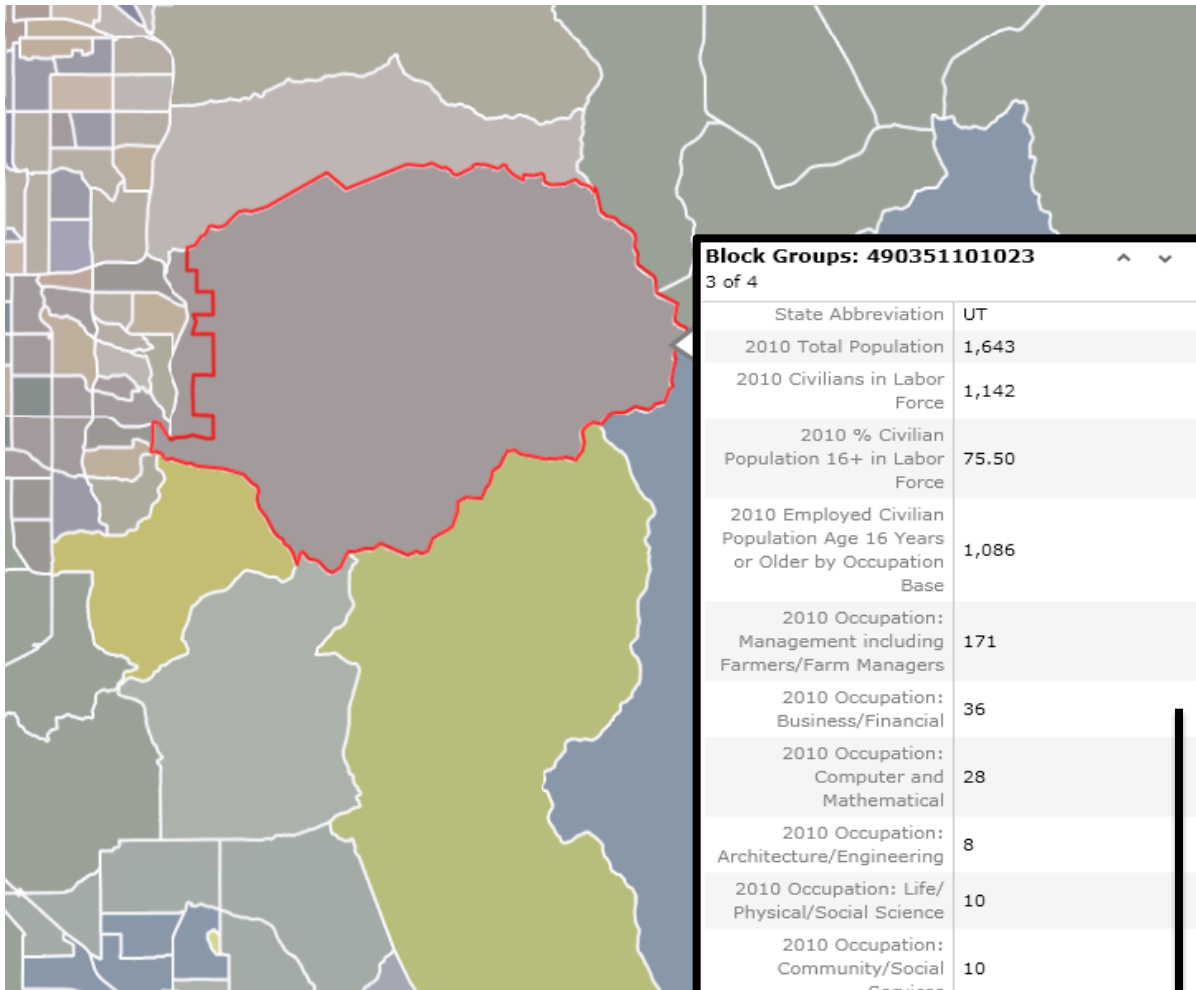 Block Groups: 490351101023
3 of 4
State Abbreviation UT
2010 Total Population 1,643
2010 Civilians in Labor
Force
1,142
2010 % Civilian
Population 16+ in Labor
Force
75.50
2010 Employed Civilian
Population Age 16 Years
or Older by Occupation
Base
1,086
2010 Occupation:
Management including
Farmers/Farm Managers
171
2010 Occupation:
Business/Financial
36
2010 Occupation:
Computer and
Mathematical
28
2010 Occupation:
Architecture/Engineering
8
2010 Occupation: Life/
Physical/Social Science
10
2010 Occupation:
Community/Social
10